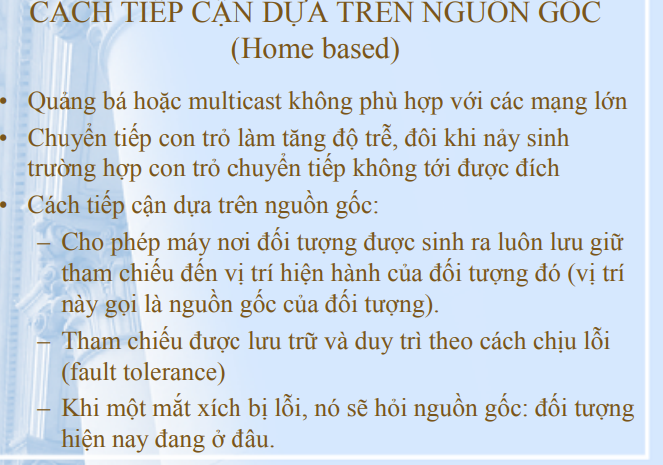 CÁCH TIẾP CẬN DỰA TRÊN NGUỒN GỐC
(Home based)
• Quảng bá hoặc multicast không phù hợp với các mạng lớn
• Chuyển tiếp con trỏ làm tăng độ trễ, đôi khi nảy sinh
trường hợp con trỏ chuyển tiếp không tới được đích
• Cách tiếp cận dựa trên nguồn gốc:
– Cho phép máy nơi đối tượng được sinh ra luôn lưu giữ
tham chiếu đến vị trí hiện hành của đối tượng đó (vị trí
này gọi là nguồn gốc của đối tượng).
– Tham chiếu được lưu trữ và duy trì theo cách chịu lỗi
(fault tolerance)
– Khi một mắt xích bị lỗi, nó sẽ hỏi nguồn gốc: đối tượng
hiện nay đang ở đâu.